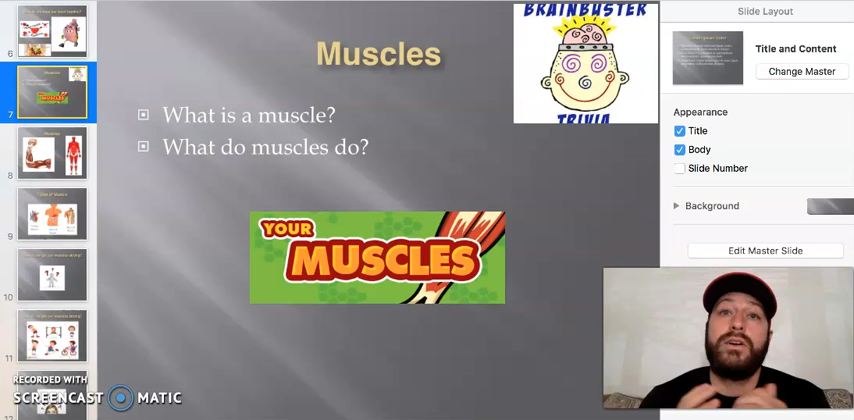 6
7
8
9
10
11
12
Muscles
What is a muscle?
What do muscles do?
BRAINBUSTER
TRIVIA
YOUR
MUSCLES
RECORDED WITH
SCREENCAST MATIC
Slide Layout
Title and Content
Change Master
Appearance
Title
Body
Slide Number
Background
Edit Master Slide